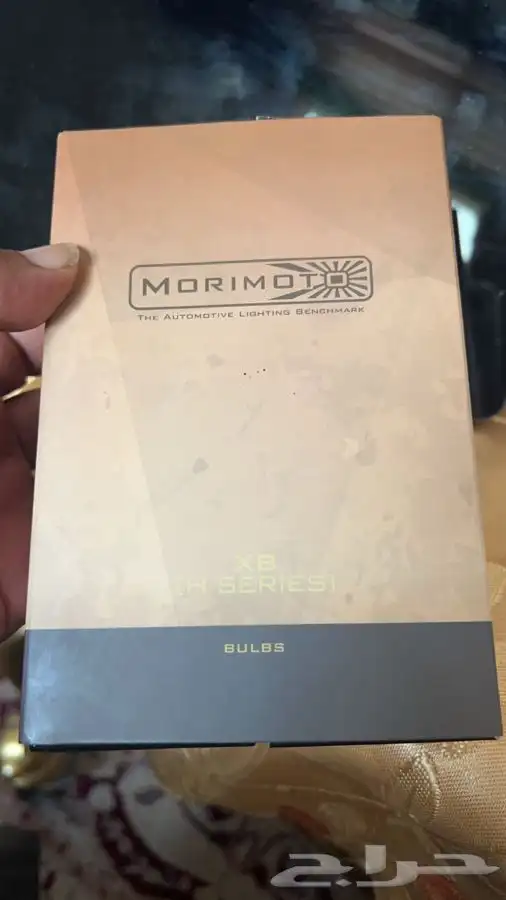 MORIMOTO
THE AUTOMOTIVE LIGHTING BENCHMARK
XB
[H SERIES]
BULBS
حراج